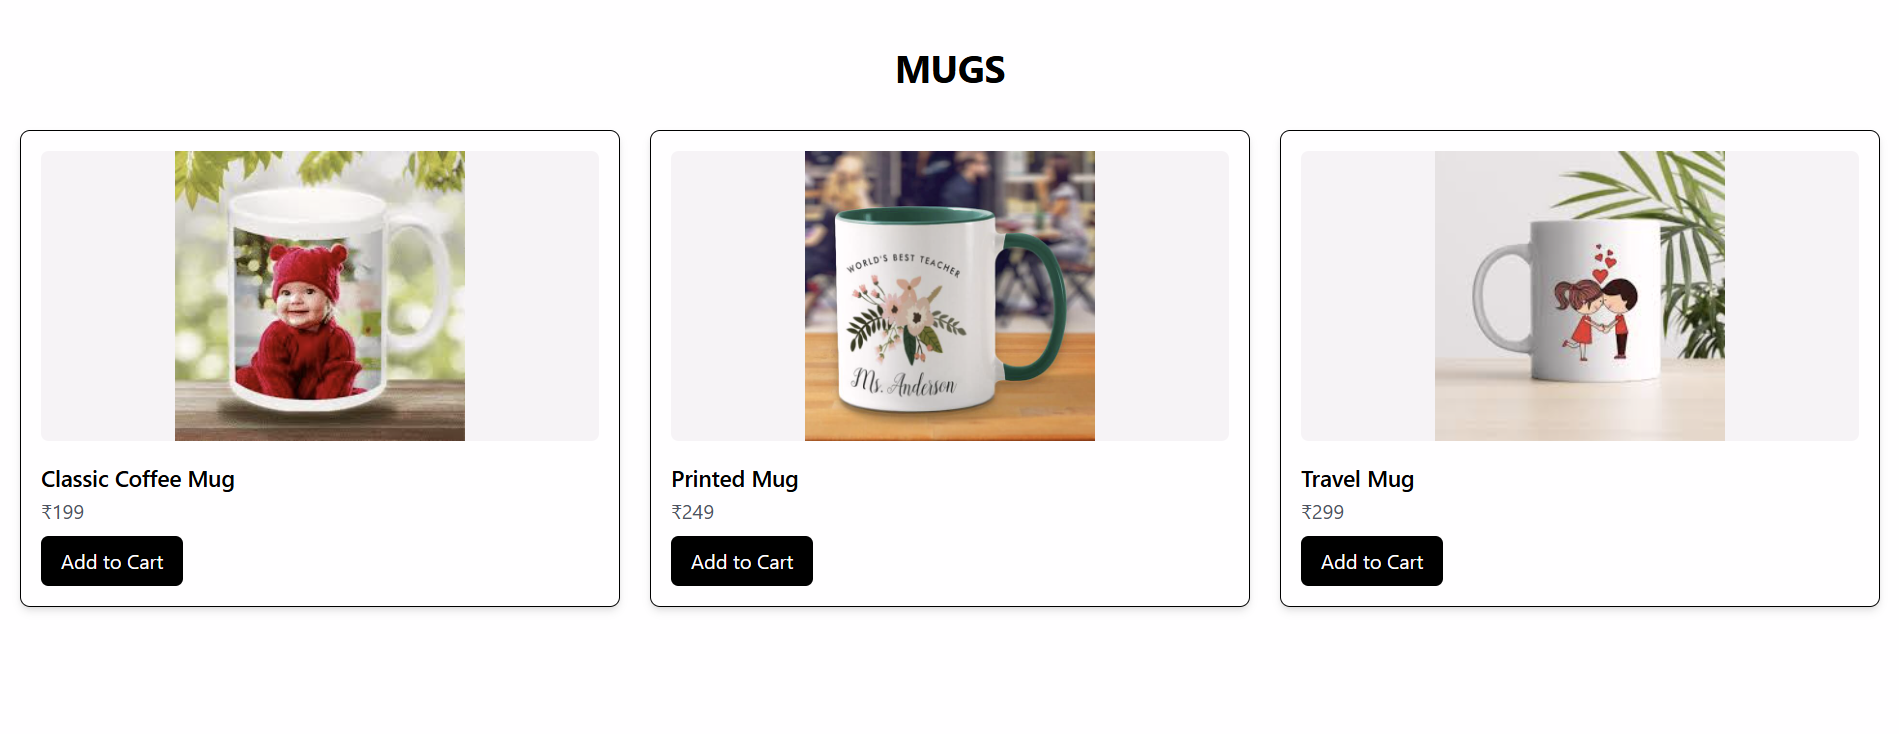 MUGS
WORLD'S BEST TEACHER
Ms. Anderson
Classic Coffee Mug
₹199
Add to Cart
Printed Mug
₹249
Add to Cart
Travel Mug
₹299
Add to Cart